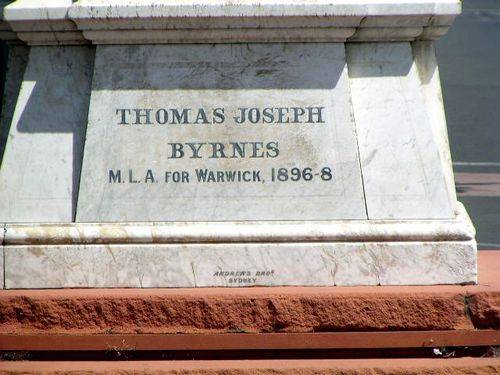 THOMAS JOSEPH
BYRNES
M.L.A. FOR WARWICK, 1896-8
ANDREWS BROS
SYDNEY